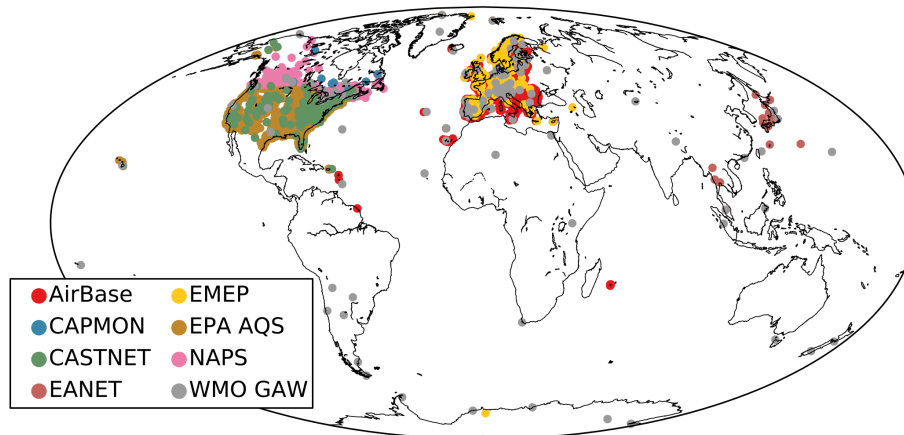 AirBase EMEP
CAPMON EPA AQS
CASTNET NAPS
EANET WMO GAW